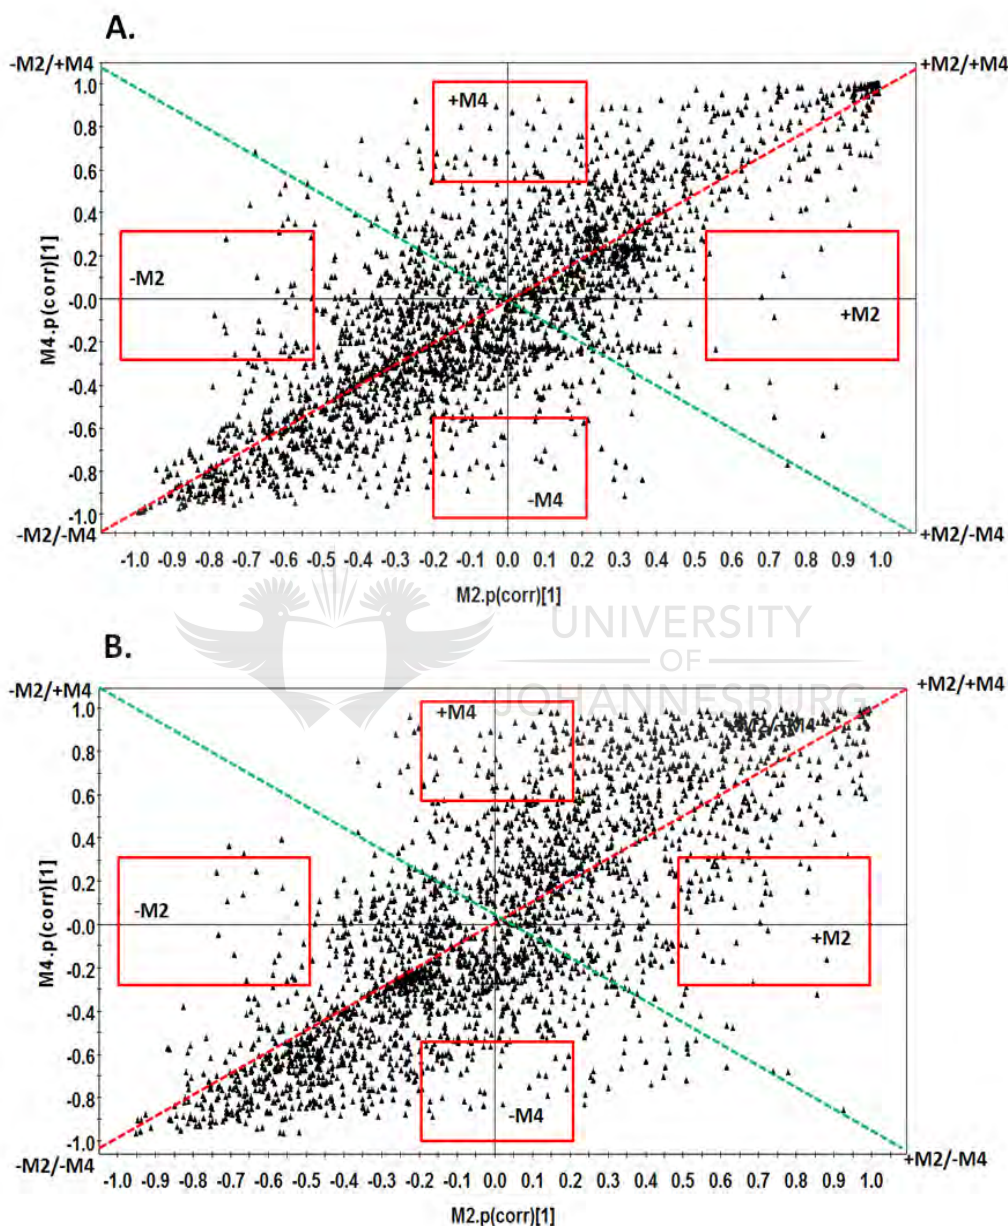 A.
-M2/+M4
+M2/+M4
1.0
0.8
0.6
0.4
0.2
-0.0
-0.2
-0.4
-0.6
-0.8
-1.0
M4.p(corr)[1]
+M4
-M2
+M2
-M4
-M2/-M4
+M2/-M4
-1.0 -0.9 -0.8 -0.7 -0.6 -0.5 -0.4 -0.3 -0.2 -0.1 0.0 0.1 0.2 0.3 0.4 0.5 0.6 0.7 0.8 0.9 1.0
M2.p(corr)[1]
UNIVERSITY
OF
JOHANNESBURG
B.
-M2/+M4
+M2/+M4
1.0
0.8
0.6
0.4
0.2
-0.0
-0.2
-0.4
-0.6
-0.8
-1.0
M4.p(corr)[1]
+M4
-M2
+M2
-M4
-M2/-M4
+M2/-M4
-1.0 -0.9 -0.8 -0.7 -0.6 -0.5 -0.4 -0.3 -0.2 -0.1 0.0 0.1 0.2 0.3 0.4 0.5 0.6 0.7 0.8 0.9 1.0
M2.p(corr)[1]